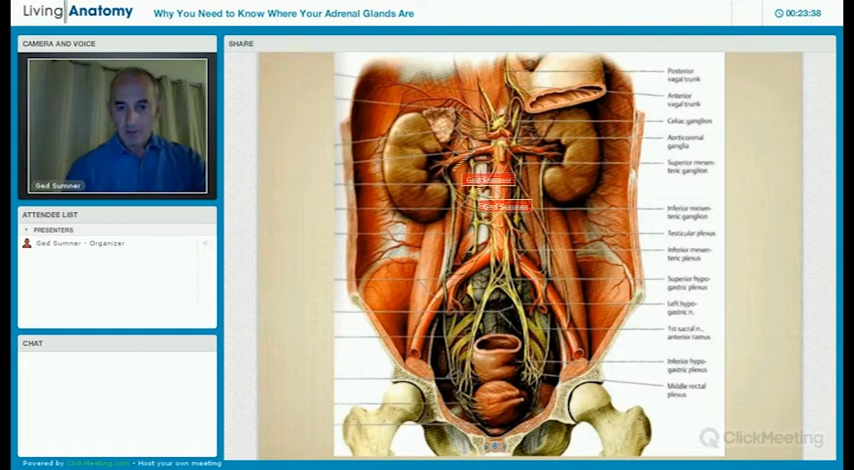 Living Anatomy
Why You Need to Know Where Your Adrenal Glands Are
00:23:38
CAMERA AND VOICE
Ged Sumner
ATTENDEE LIST
PRESENTERS
Ged Sumner - Organizer
CHAT
Powered by ClickMeeting.com - Host your own meeting
SHARE
Ged Sumner
Ged Sumner
Posterior
vagal trunk
Anterior
vagal trunk
Celiac ganglion
Aorticorenal
ganglia
Superior mesen-
teric ganglion
Inferior mesen-
teric ganglion
Testicular plexus
Inferior mesen-
teric plexus
Superior hypo-
gastric plexus
Left hypo-
gastric n.
1st sacral n.,
anterior ramus
Inferior hypo-
gastric plexus
Middle rectal
plexus
ClickMeeting